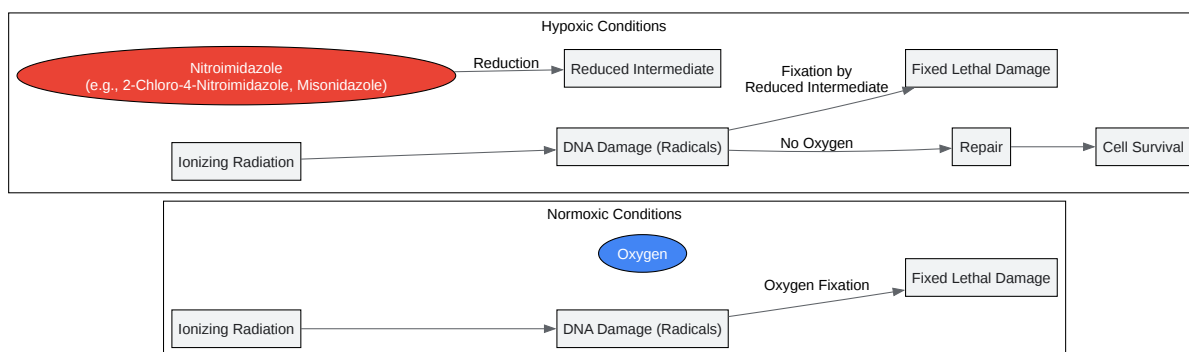 Hypoxic Conditions
Nitroimidazole
(e.g., 2-Chloro-4-Nitroimidazole, Misonidazole)
Reduction
Reduced Intermediate
Fixation by
Reduced Intermediate
Fixed Lethal Damage
Ionizing Radiation
DNA Damage (Radicals)
No Oxygen
Repair
Cell Survival
Normoxic Conditions
Oxygen
Oxygen Fixation
Fixed Lethal Damage
Ionizing Radiation
DNA Damage (Radicals)